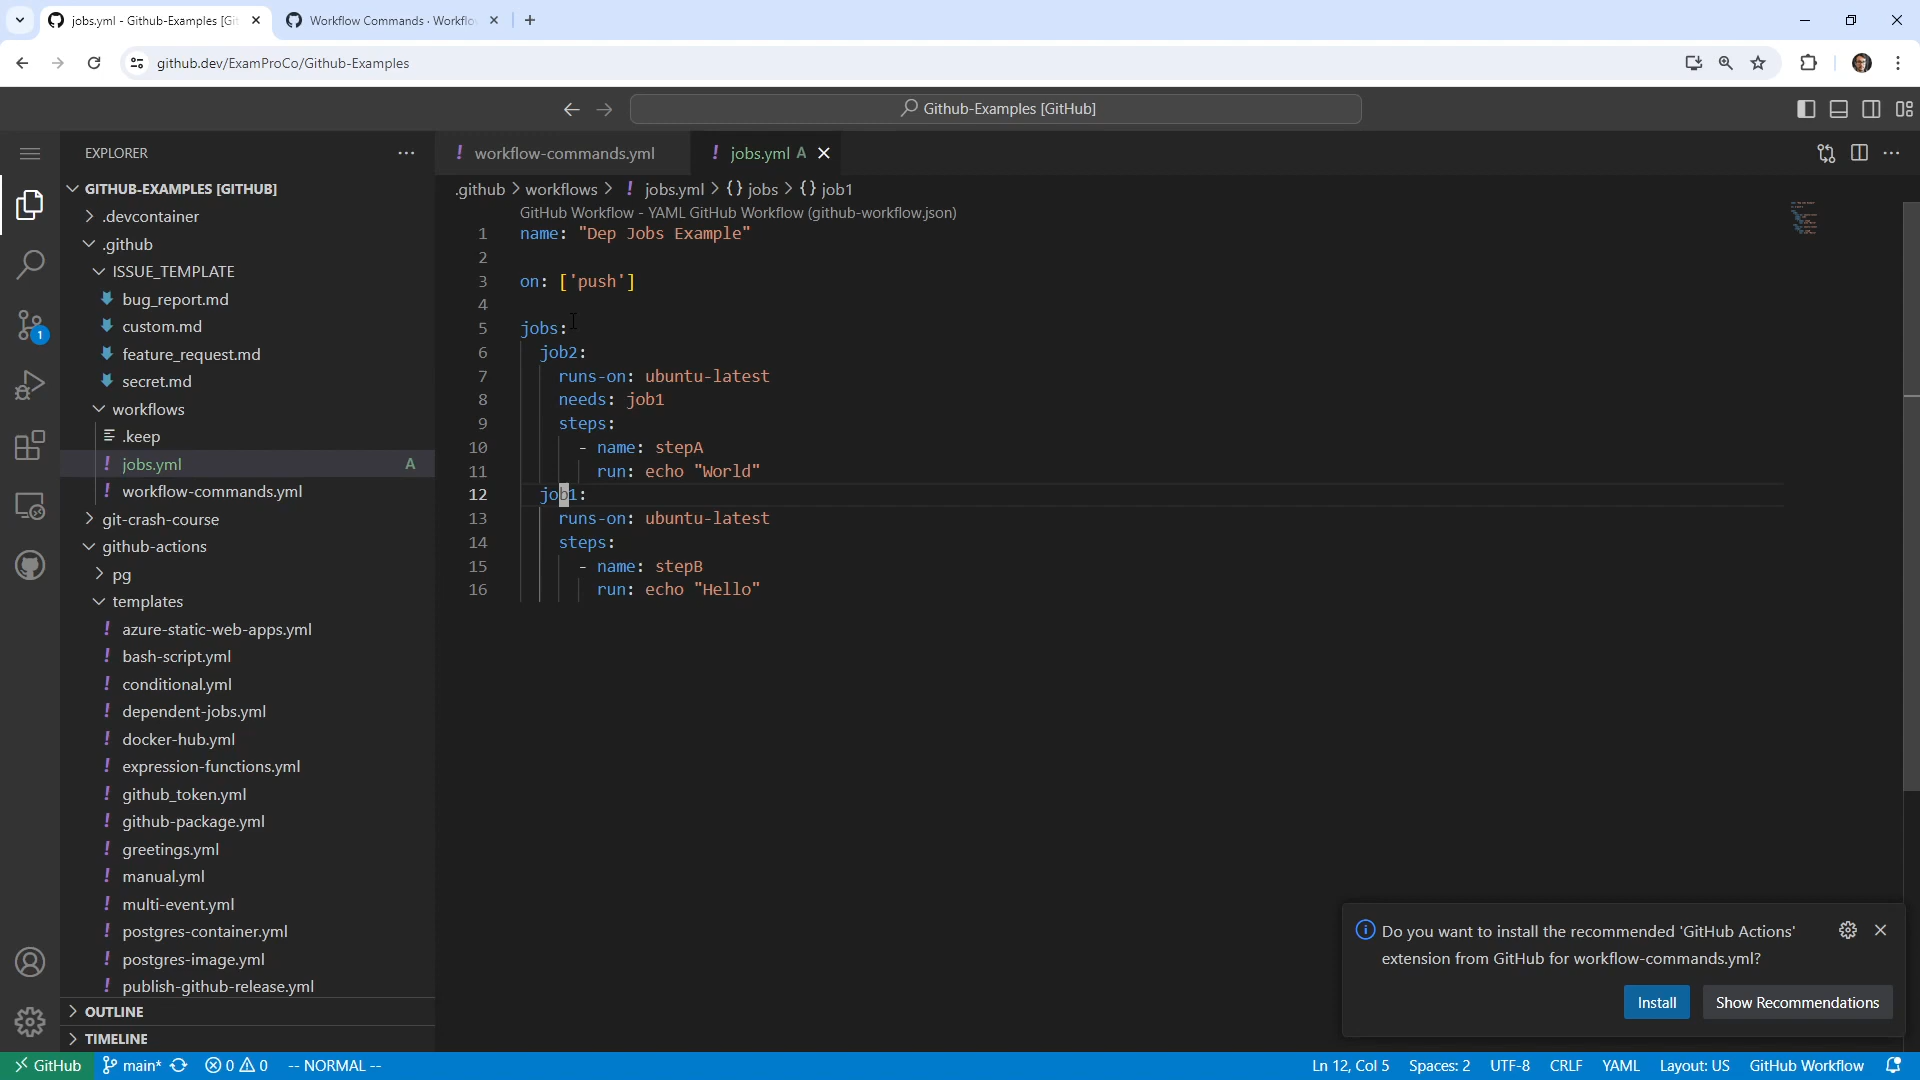 jobs.yml - Github-Examples [Git
Workflow Commands · Workflo
github.dev/ExamProCo/Github-Examples
Github-Examples [GitHub]
EXPLORER
GITHUB-EXAMPLES [GITHUB]
.devcontainer
.github
ISSUE_TEMPLATE
bug_report.md
custom.md
feature_request.md
secret.md
workflows
.keep
jobs.yml A
workflow-commands.yml
git-crash-course
github-actions
pg
templates
azure-static-web-apps.yml
bash-script.yml
conditional.yml
dependent-jobs.yml
docker-hub.yml
expression-functions.yml
github_token.yml
github-package.yml
greetings.yml
manual.yml
multi-event.yml
postgres-container.yml
postgres-image.yml
publish-github-release.yml
OUTLINE
TIMELINE
1
workflow-commands.yml
jobs.yml A
.github > workflows > ! jobs.yml > {} jobs > {} job1
GitHub Workflow - YAML GitHub Workflow (github-workflow.json)
1 name: "Dep Jobs Example"
2
3 on: ['push']
4
5 jobs:
6 job2:
7 runs-on: ubuntu-latest
8 needs: job1
9 steps:
10 - name: stepA
11 run: echo "World"
12 job1:
13 runs-on: ubuntu-latest
14 steps:
15 - name: stepB
16 run: echo "Hello"
Do you want to install the recommended 'GitHub Actions'
extension from GitHub for workflow-commands.yml?
Install
Show Recommendations
GitHub main* 0 0 -- NORMAL -- Ln 12, Col 5 Spaces: 2 UTF-8 CRLF YAML Layout: US GitHub Workflow